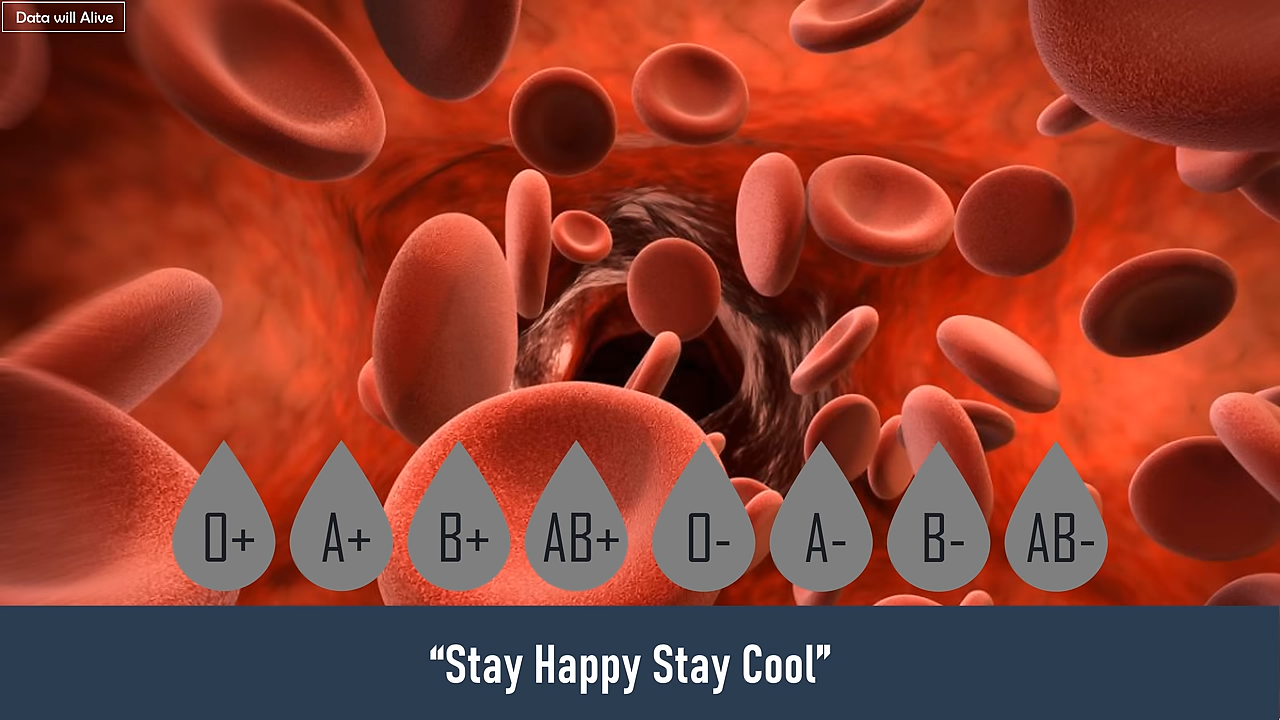 Data will Alive
O+ A+ B+ AB+ O- A- B- AB-
“Stay Happy Stay Cool”